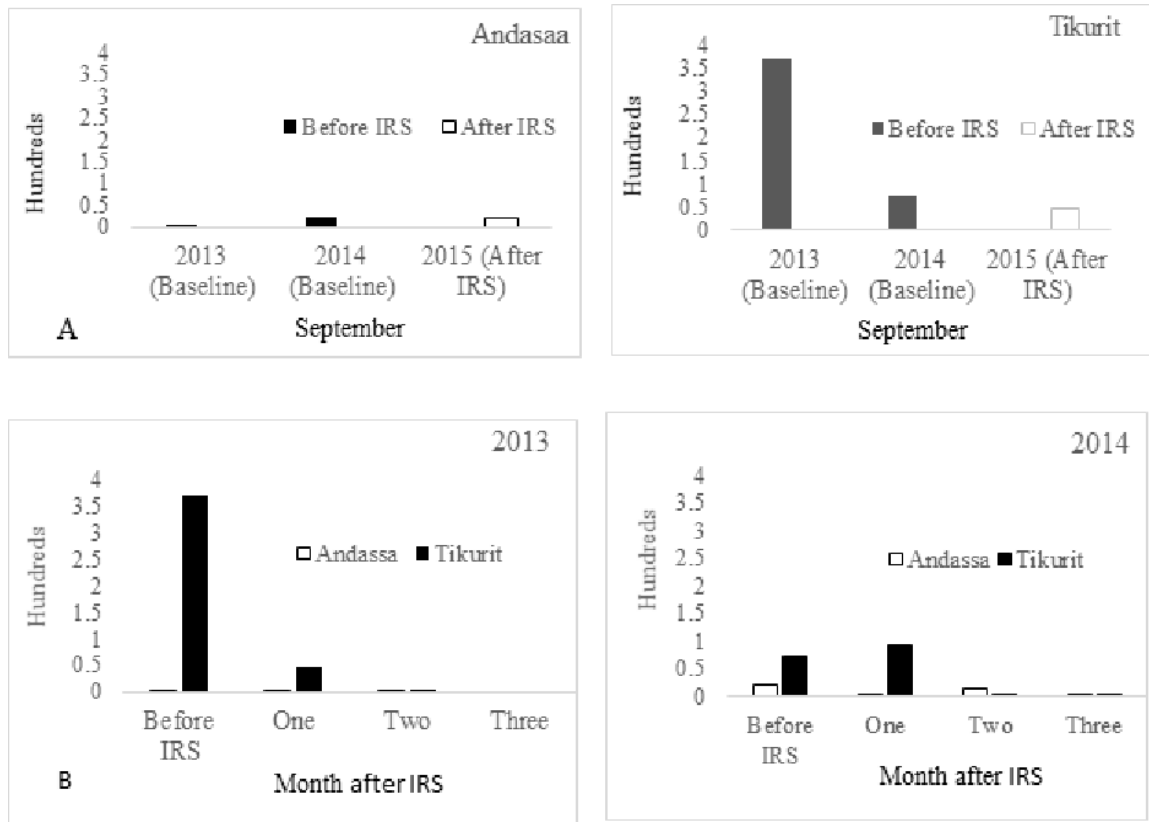 Andasaa
4
3.5
3
2.5
2
1.5
1
0.5
0
Hundreds
Before IRS After IRS
2013 2014 2015 (After
(Baseline) (Baseline) IRS)
A September
Tikurit
4
3.5
3
2.5
2
1.5
1
0.5
0
Hundreds
Before IRS After IRS
2013 2014 2015 (After
(Baseline) (Baseline) IRS)
September
2013
4
3.5
3
2.5
2
1.5
1
0.5
0
Hundreds
Andassa Tikurit
Before One Two Three
IRS
B Month after IRS
2014
4
3.5
3
2.5
2
1.5
1
0.5
0
Hundreds
Andassa Tikurit
Before One Two Three
IRS
Month after IRS